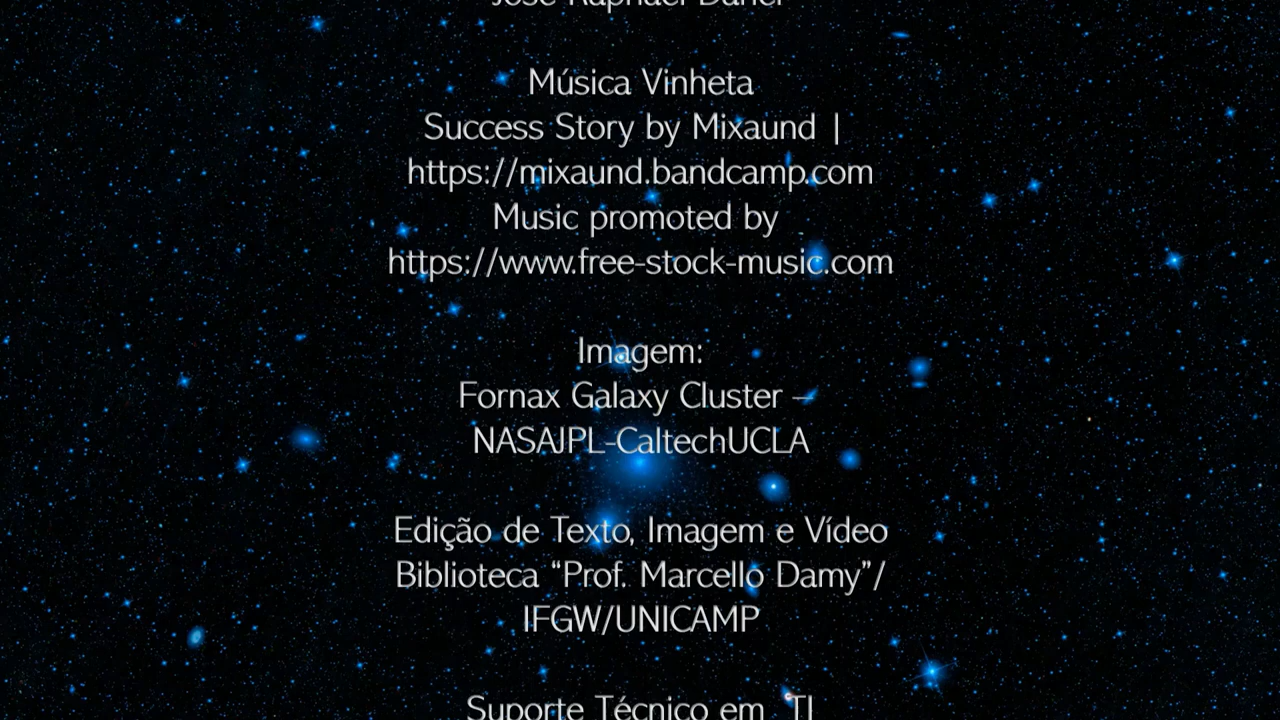 Música Vinheta
Success Story by Mixaund |
https://mixaund.bandcamp.com
Music promoted by
https://www.free-stock-music.com
Imagem:
Fornax Galaxy Cluster –
NASAJPL-CaltechUCLA
Edição de Texto, Imagem e Vídeo
Biblioteca “Prof. Marcello Damy”/
IFGW/UNICAMP
Suporte Técnico em TI